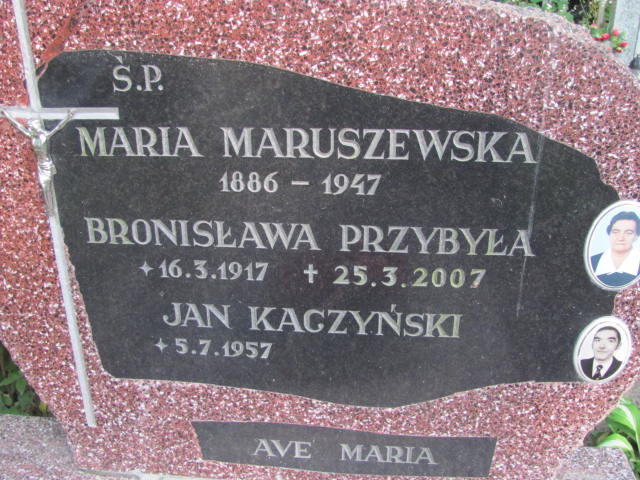 Ś.P.
MARIA MARUSZEWSKA
1886 – 1947
BRONISŁAWA PRZYBYŁA
+16.3.1917 † 25.3.2007
JAN KACZYŃSKI
+5.7.1957
AVE MARIA